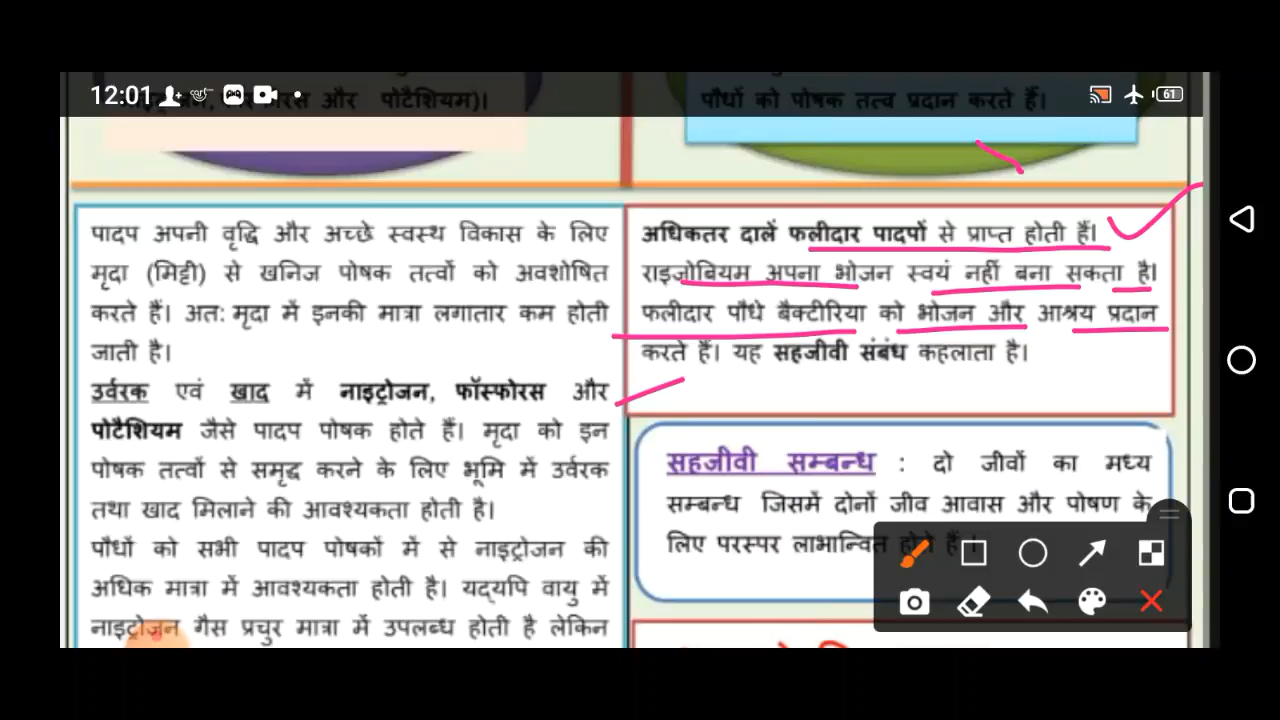 12:01
61
और पोटैशियम)।
पौधों को पोषक तत्व प्रदान करते हैं।
पादप अपनी वृद्धि और अच्छे स्वस्थ विकास के लिए
मृदा (मिट्टी) से खनिज पोषक तत्वों को अवशोषित
करते हैं। अत: मृदा में इनकी मात्रा लगातार कम होती
जाती है।
उर्वरक एवं खाद में नाइट्रोजन, फॉस्फोरस और
पोटैशियम जैसे पादप पोषक होते हैं। मृदा को इन
पोषक तत्वों से समृद्ध करने के लिए भूमि में उर्वरक
तथा खाद मिलाने की आवश्यकता होती है।
पौधों को सभी पादप पोषकों में से नाइट्रोजन की
अधिक मात्रा में आवश्यकता होती है। यद्यपि वायु में
नाइट्रोजन गैस प्रचुर मात्रा में उपलब्ध होती है लेकिन
अधिकतर दालें फलीदार पादपों से प्राप्त होती हैं।
राइजोबियम अपना भोजन स्वयं नहीं बना सकता है।
फलीदार पौधे बैक्टीरिया को भोजन और आश्रय प्रदान
करते हैं। यह सहजीवी संबंध कहलाता है।
सहजीवी सम्बन्ध : दो जीवों का मध्य
सम्बन्ध जिसमें दोनों जीव आवास और पोषण के
लिए परस्पर लाभान्वित होते हैं ।